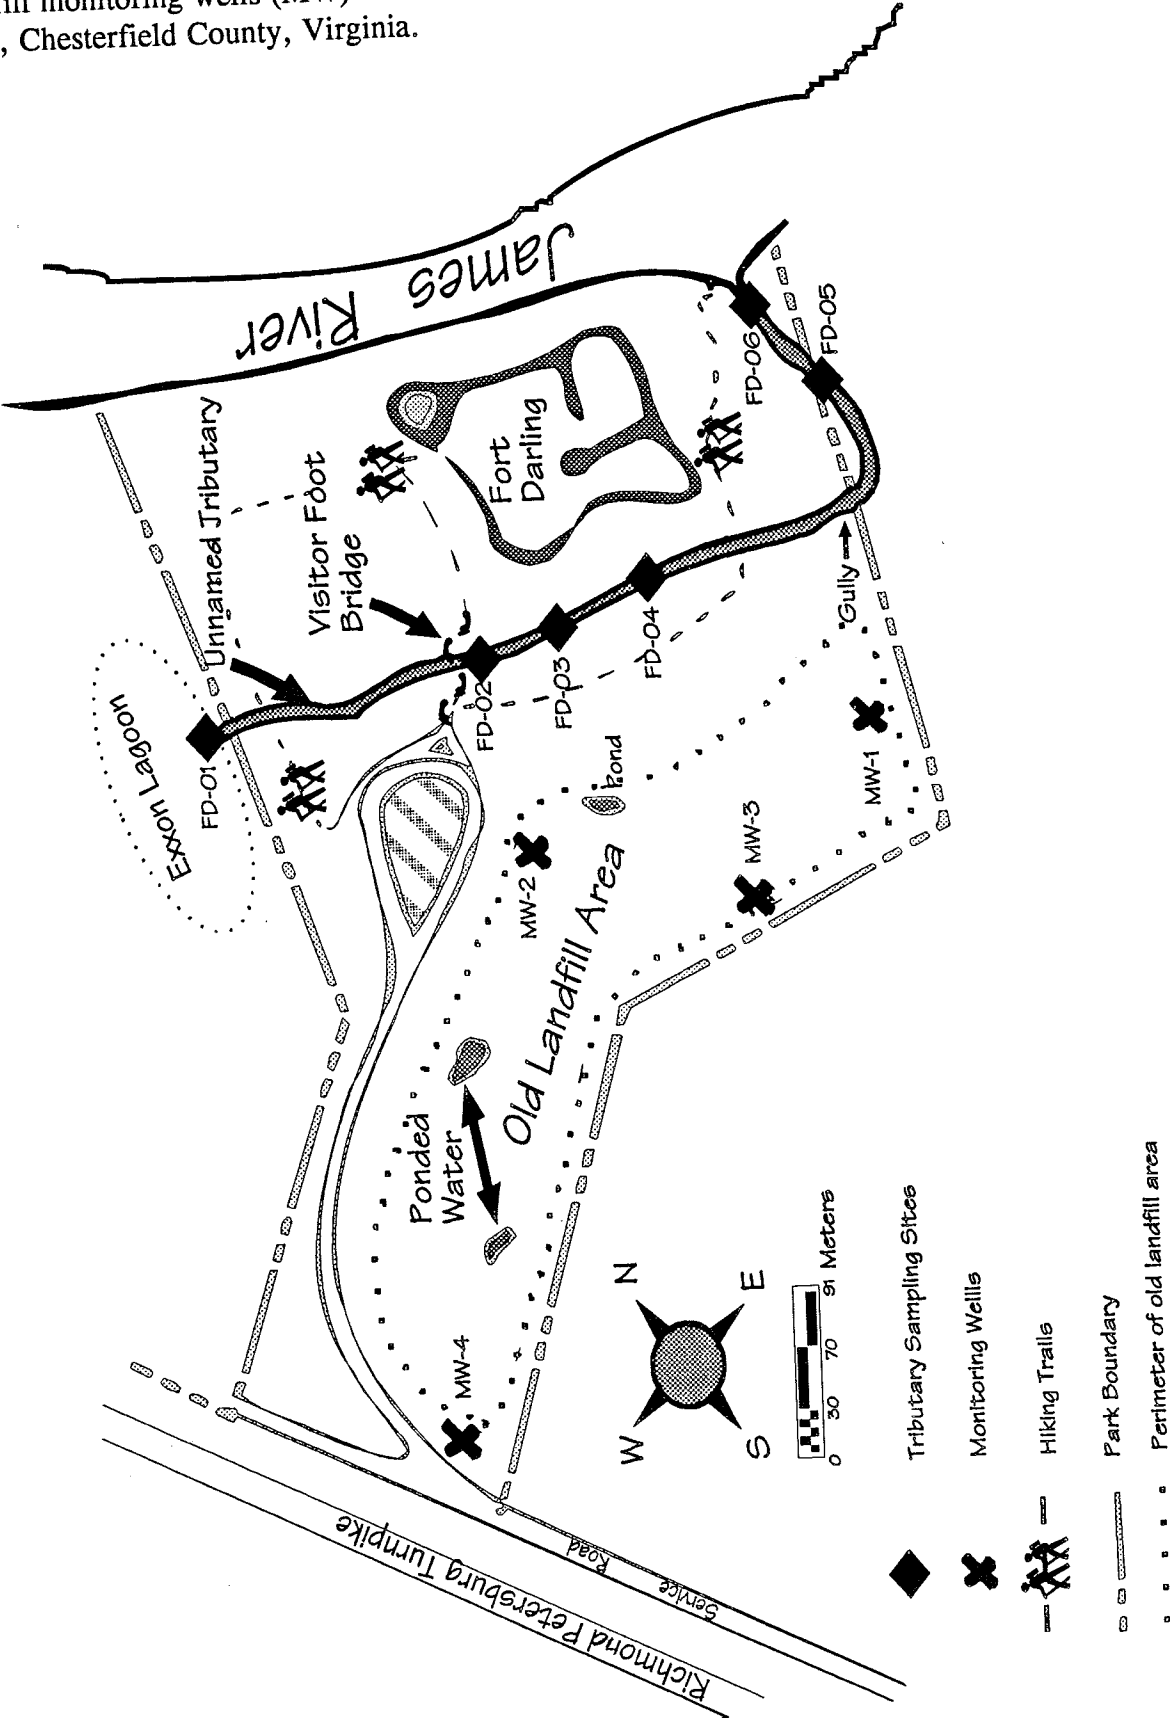 ill monitoring wells (MW)
, Chesterfield County, Virginia.
James
River
Exxon Lagoon
Unnamed Tributary
Visitor Foot
Bridge
Fort
Darling
FD-01
FD-02
FD-03
FD-04
FD-05
FD-06
Gully
MW-1
MW-2
MW-3
MW-4
Pond
Old Landfill Area
Ponded
Water
N
E
S
W
0 30 70 91 Meters
Richmond Petersburg Turnpike
Service Road
Tributary Sampling Sites
Monitoring Wellls
Hiking Trails
Park Boundary
Perimeter of old landfill area